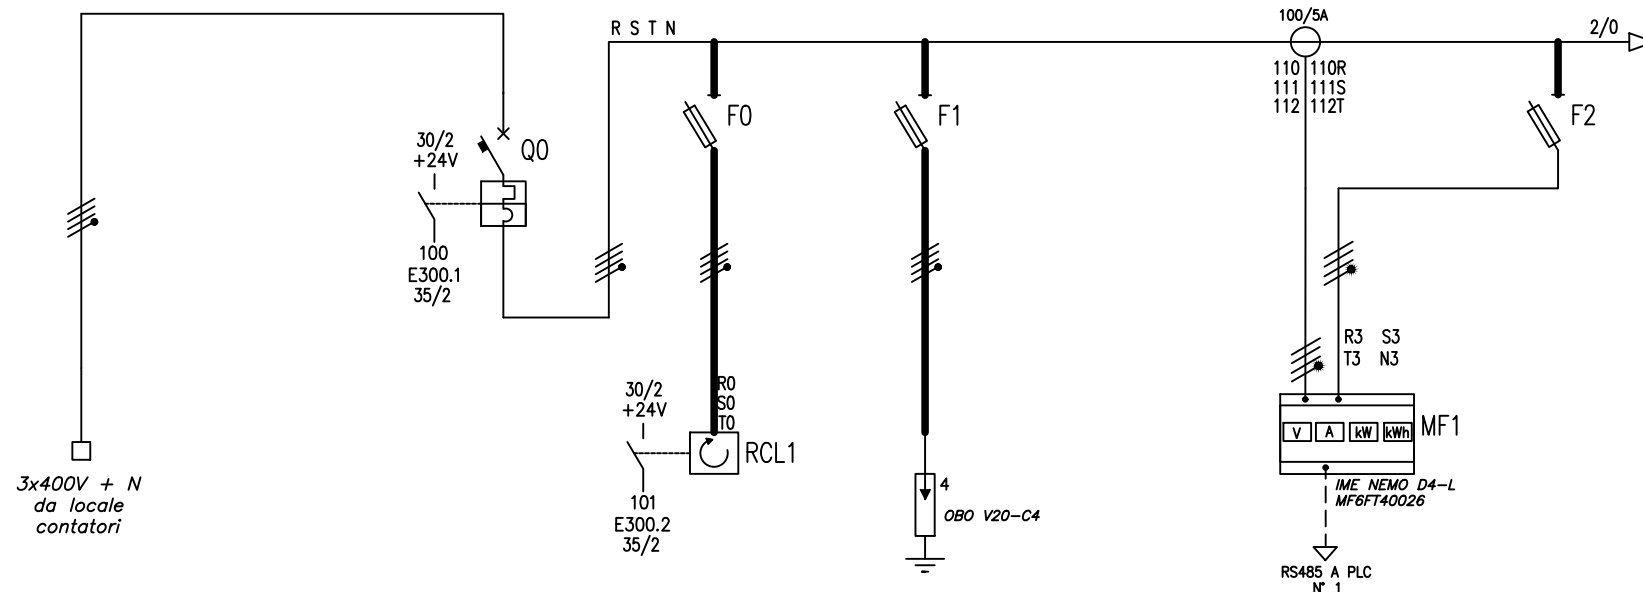 100/5A
R S T N
2/0
110 110R
111 111S
112 112T
F0
F1
F2
30/2
+24V
Q0
100
E300.1
35/2
R3 S3
T3 N3
30/2
+24V
R0
S0
T0
RCL1
101
E300.2
35/2
4
OBO V20-C4
V A kW kWh
MF1
IME NEMO D4-L
MF6FT40026
RS485 A PLC
N° 1
3x400V + N
da locale
contatori